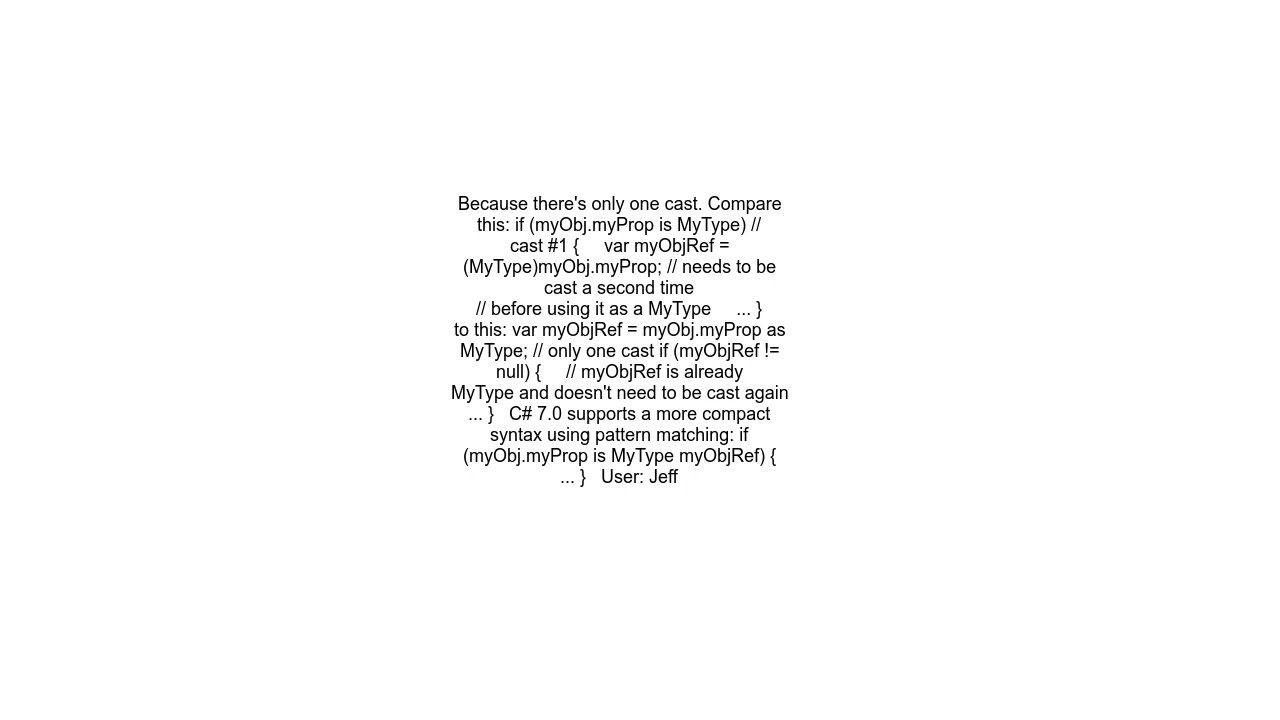 Because there's only one cast. Compare
this: if (myObj.myProp is MyType) //
cast #1 {     var myObjRef =
(MyType)myObj.myProp; // needs to be
cast a second time
// before using it as a MyType     ... }
to this: var myObjRef = myObj.myProp as
MyType; // only one cast if (myObjRef !=
null) {     // myObjRef is already
MyType and doesn't need to be cast again
... }   C# 7.0 supports a more compact
syntax using pattern matching: if
(myObj.myProp is MyType myObjRef) {
... }   User: Jeff